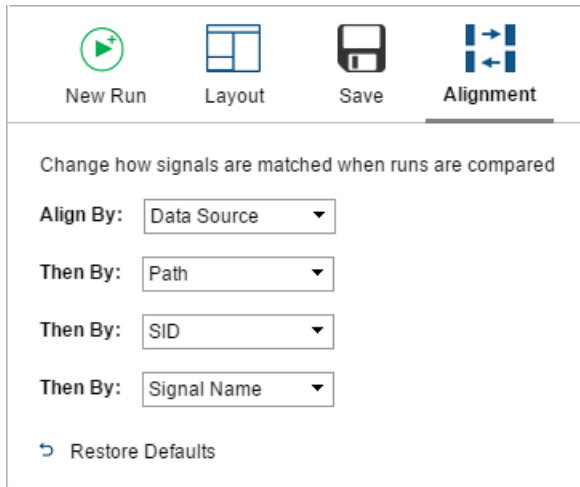 New Run Layout Save Alignment
Change how signals are matched when runs are compared
Align By: Data Source
Then By: Path
Then By: SID
Then By: Signal Name
Restore Defaults